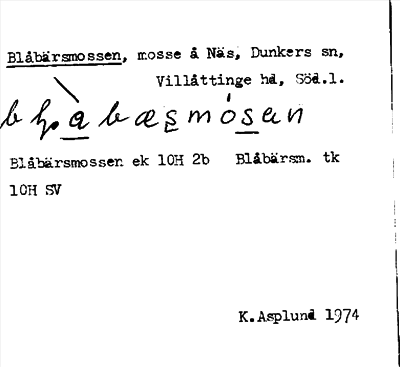 Blåbärsmossen, mosse å Näs, Dunkers sn,
Villåttinge hd, Söd.l.
Blåbärsmossen ek 10H 2b Blåbärsm. tk
10H SV
K.Asplund 1974